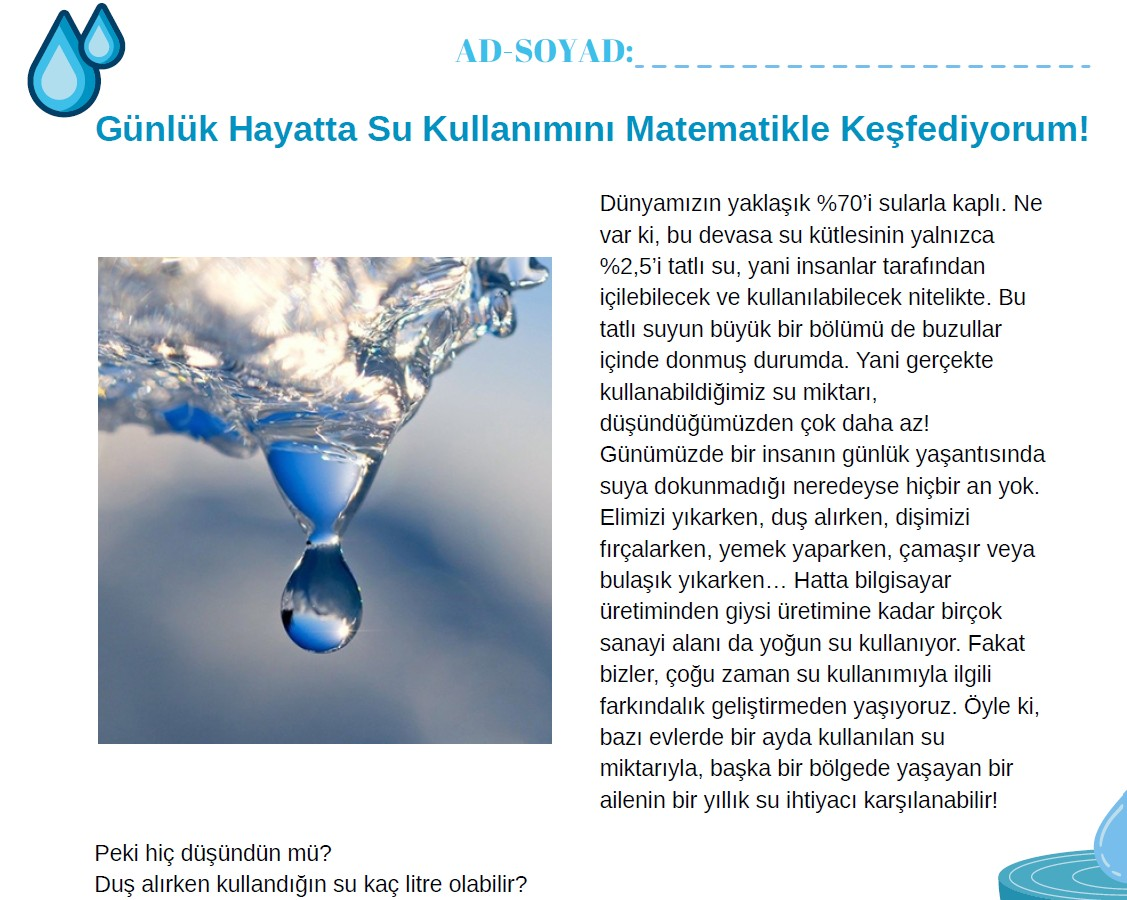 AD-SOYAD:
Günlük Hayatta Su Kullanımını Matematikle Keşfediyorum!
Dünyamızın yaklaşık %70’i sularla kaplı. Ne
var ki, bu devasa su kütlesinin yalnızca
%2,5’i tatlı su, yani insanlar tarafından
içilebilecek ve kullanılabilecek nitelikte. Bu
tatlı suyun büyük bir bölümü de buzullar
içinde donmuş durumda. Yani gerçekte
kullanabildiğimiz su miktarı,
düşündüğümüzden çok daha az!
Günümüzde bir insanın günlük yaşantısında
suya dokunmadığı neredeyse hiçbir an yok.
Elimizi yıkarken, duş alırken, dişimizi
fırçalarken, yemek yaparken, çamaşır veya
bulaşık yıkarken… Hatta bilgisayar
üretiminden giysi üretimine kadar birçok
sanayi alanı da yoğun su kullanıyor. Fakat
bizler, çoğu zaman su kullanımıyla ilgili
farkındalık geliştirmeden yaşıyoruz. Öyle ki,
bazı evlerde bir ayda kullanılan su
miktarıyla, başka bir bölgede yaşayan bir
ailenin bir yıllık su ihtiyacı karşılanabilir!
Peki hiç düşündün mü?
Duş alırken kullandığın su kaç litre olabilir?